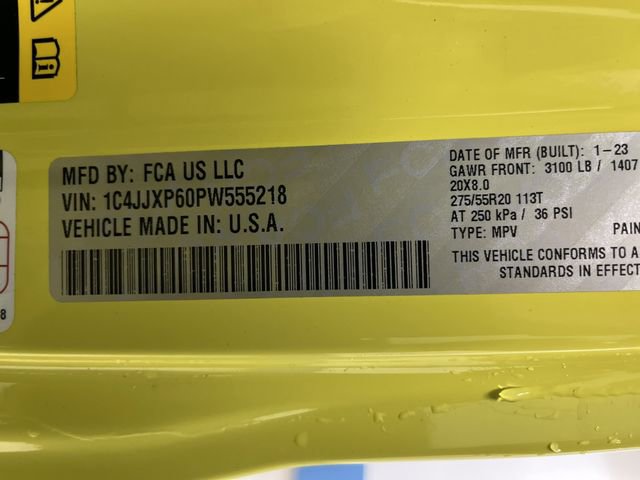 MFD BY: FCA US LLC
VIN: 1C4JJXP60PW555218
VEHICLE MADE IN: U.S.A.
DATE OF MFR (BUILT): 1-23
GAWR FRONT: 3100 LB / 1407
20X8.0
275/55R20 113T
AT 250 kPa / 36 PSI
TYPE: MPV PAIN
THIS VEHICLE CONFORMS TO A
STANDARDS IN EFFECT
8